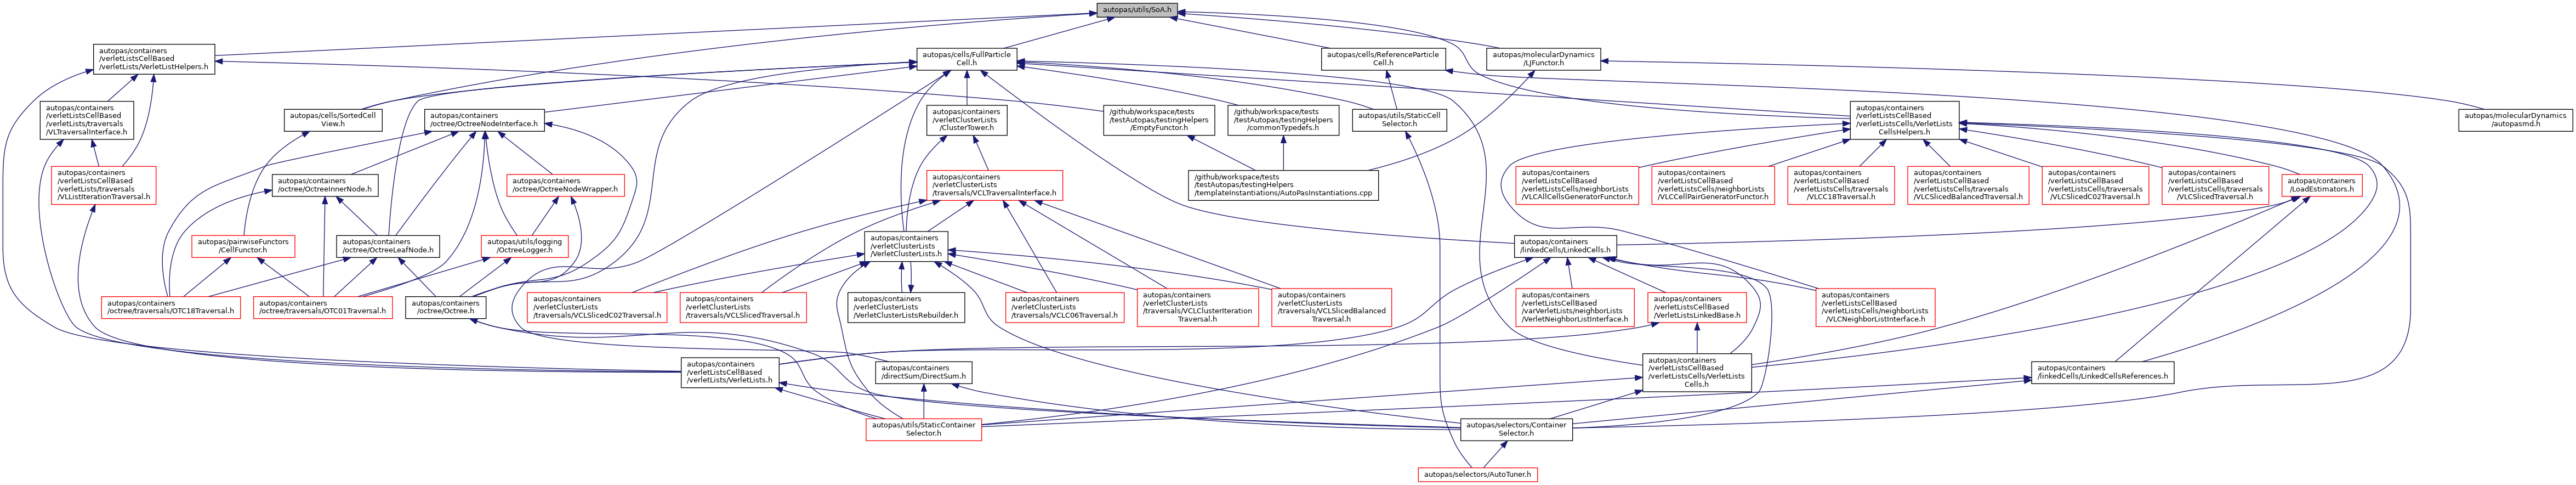 autopas/utils/SoA.h
autopas/containers
/verletListsCellBased
/verletLists/VerletListHelpers.h
autopas/cells/FullParticle
Cell.h
autopas/cells/ReferenceParticle
Cell.h
autopas/molecularDynamics
/LJFunctor.h
autopas/containers
/verletListsCellBased
/verletLists/traversals
/VLTraversalInterface.h
autopas/cells/SortedCell
View.h
autopas/containers
/octree/OctreeNodeInterface.h
autopas/containers
/verletClusterLists
/ClusterTower.h
/github/workspace/tests
/testAutopas/testingHelpers
/EmptyFunctor.h
/github/workspace/tests
/testAutopas/testingHelpers
/commonTypedefs.h
autopas/utils/StaticCell
Selector.h
autopas/containers
/verletListsCellBased
/verletListsCells/VerletLists
CellsHelpers.h
autopas/molecularDynamics
/autopasmd.h
autopas/containers
/verletListsCellBased
/verletLists/traversals
/VLListIterationTraversal.h
autopas/containers
/octree/OctreeInnerNode.h
autopas/containers
/octree/OctreeNodeWrapper.h
autopas/containers
/verletClusterLists
/traversals/VCLTraversalInterface.h
/github/workspace/tests
/testAutopas/testingHelpers
/templateInstantiations/AutoPasInstantiations.cpp
autopas/containers
/verletListsCellBased
/verletListsCells/neighborLists
/VLCAllCellsGeneratorFunctor.h
autopas/containers
/verletListsCellBased
/verletListsCells/neighborLists
/VLCCellPairGeneratorFunctor.h
autopas/containers
/verletListsCellBased
/verletListsCells/traversals
/VLCC18Traversal.h
autopas/containers
/verletListsCellBased
/verletListsCells/traversals
/VLCSlicedBalancedTraversal.h
autopas/containers
/verletListsCellBased
/verletListsCells/traversals
/VLCSlicedC02Traversal.h
autopas/containers
/verletListsCellBased
/verletListsCells/traversals
/VLCSlicedTraversal.h
autopas/containers
/LoadEstimators.h
autopas/pairwiseFunctors
/CellFunctor.h
autopas/containers
/octree/OctreeLeafNode.h
autopas/utils/logging
/OctreeLogger.h
autopas/containers
/verletClusterLists
/VerletClusterLists.h
autopas/containers
/linkedCells/LinkedCells.h
autopas/containers
/octree/traversals/OTC18Traversal.h
autopas/containers
/octree/traversals/OTC01Traversal.h
autopas/containers
/octree/Octree.h
autopas/containers
/verletClusterLists
/traversals/VCLSlicedC02Traversal.h
autopas/containers
/verletClusterLists
/traversals/VCLSlicedTraversal.h
autopas/containers
/verletClusterLists
/VerletClusterListsRebuilder.h
autopas/containers
/verletClusterLists
/traversals/VCLC06Traversal.h
autopas/containers
/verletClusterLists
/traversals/VCLClusterIteration
Traversal.h
autopas/containers
/verletClusterLists
/traversals/VCLSlicedBalanced
Traversal.h
autopas/containers
/verletListsCellBased
/varVerletLists/neighborLists
/VerletNeighborListInterface.h
autopas/containers
/verletListsCellBased
/VerletListsLinkedBase.h
autopas/containers
/verletListsCellBased
/verletListsCells/neighborLists
/VLCNeighborListInterface.h
autopas/containers
/verletListsCellBased
/verletLists/VerletLists.h
autopas/containers
/directSum/DirectSum.h
autopas/containers
/verletListsCellBased
/verletListsCells/VerletLists
Cells.h
autopas/containers
/linkedCells/LinkedCellsReferences.h
autopas/utils/StaticContainer
Selector.h
autopas/selectors/Container
Selector.h
autopas/selectors/AutoTuner.h